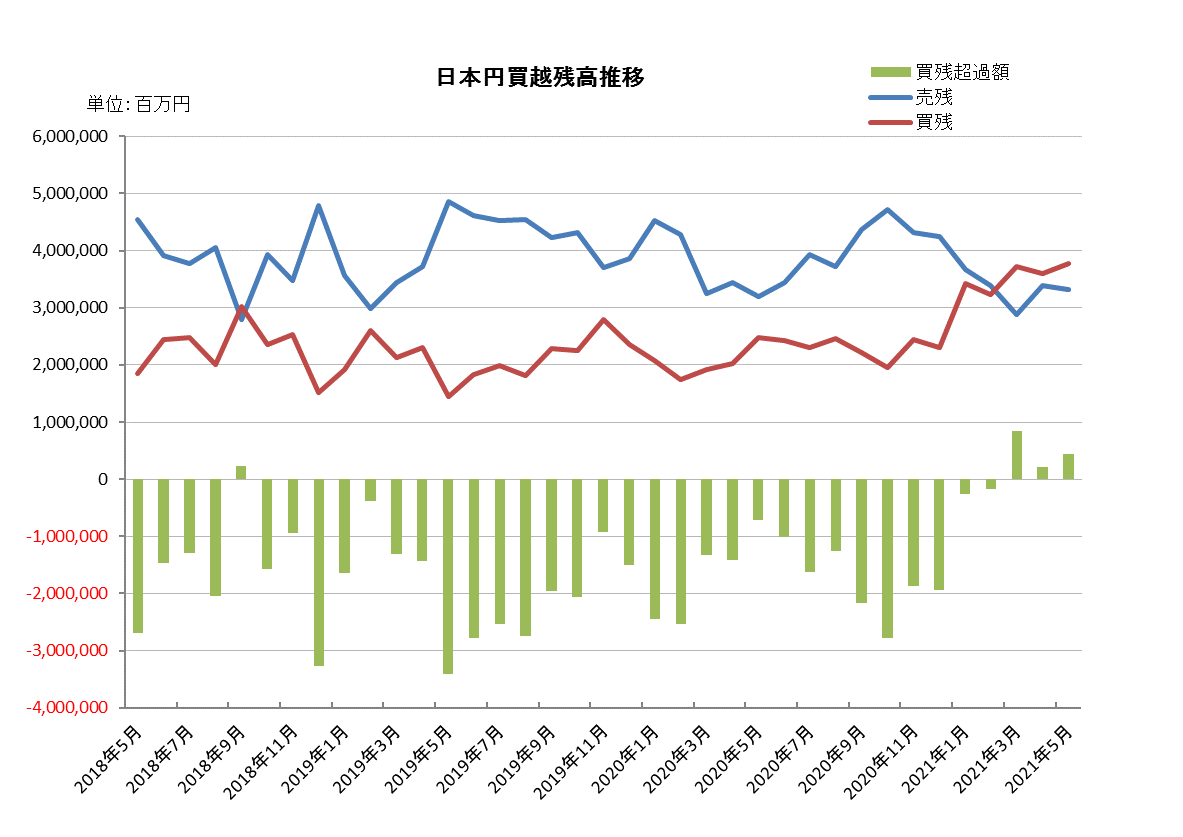 日本円買越残高推移
買残超過額
売残
買残
単位：百万円
6,000,000
5,000,000
4,000,000
3,000,000
2,000,000
1,000,000
0
-1,000,000
-2,000,000
-3,000,000
-4,000,000
2018年5月
2018年7月
2018年9月
2018年11月
2019年1月
2019年3月
2019年5月
2019年7月
2019年9月
2019年11月
2020年1月
2020年3月
2020年5月
2020年7月
2020年9月
2020年11月
2021年1月
2021年3月
2021年5月